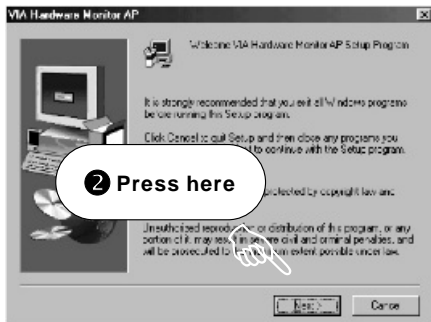 VIA Hardware Monitor AP
Welcome VIA Hardware Monitor AP Setup Program
It is strongly recommended that you exit all Windows programs
before running this Setup program.
Click Cancel to quit Setup and then close any programs you
to continue with the Setup program.
❷ Press here
protected by copyright law and
Unauthorized reproduction or distribution of this program, or any
portion of it, may result in severe civil and criminal penalties, and
will be prosecuted to extent possible under law.
Next >
Cancel